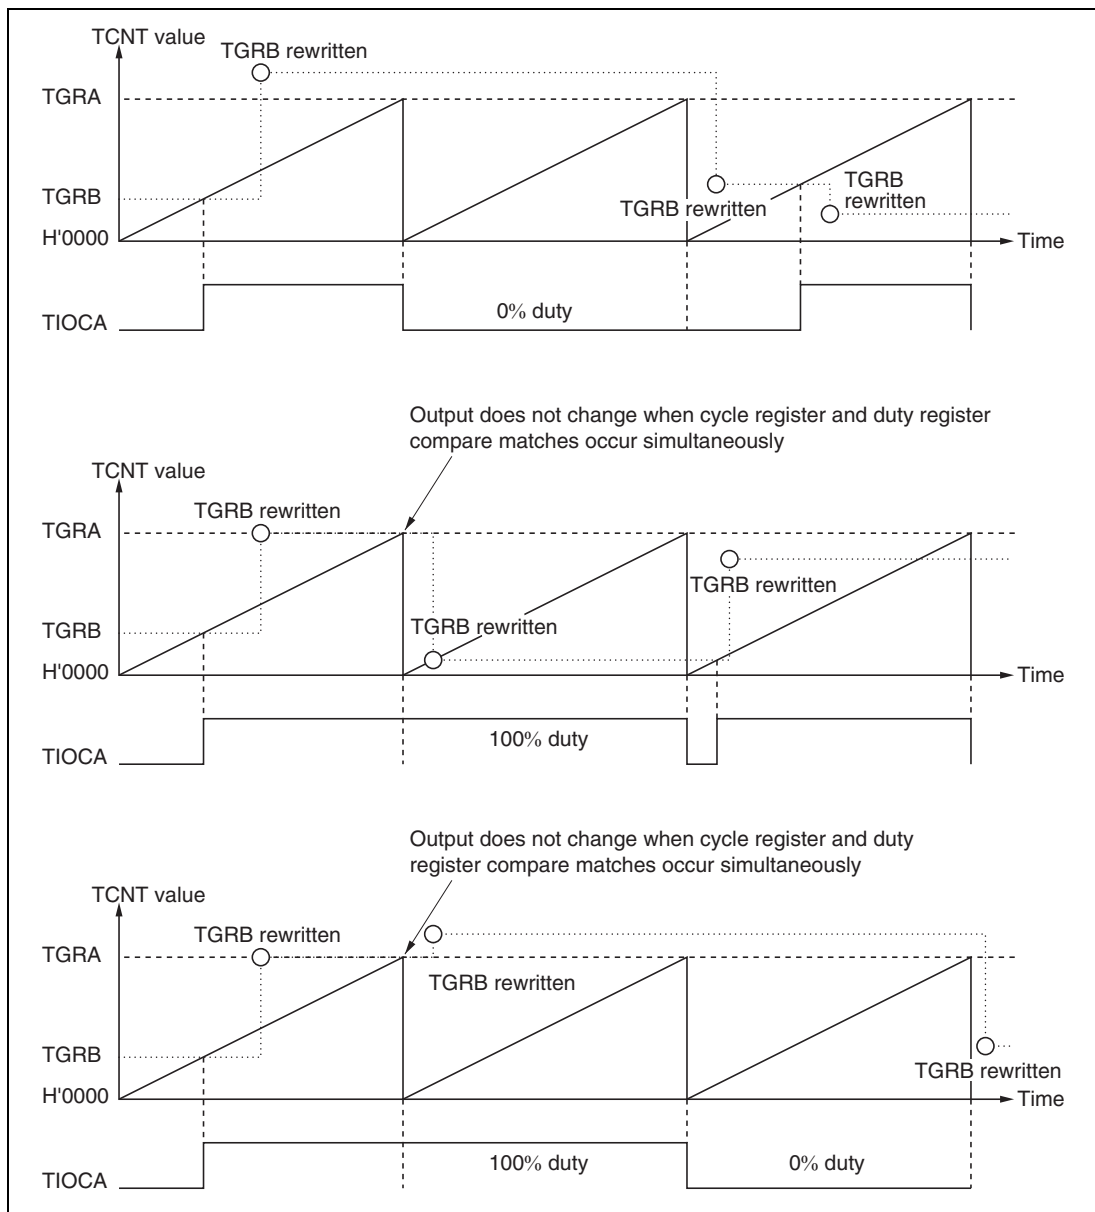 TCNT value
TGRB rewritten
TGRA
TGRB
TGRB rewritten
TGRB
rewritten
H'0000
Time
TIOCA
0% duty
Output does not change when cycle register and duty register
compare matches occur simultaneously
TCNT value
TGRB rewritten
TGRA
TGRB rewritten
TGRB
TGRB rewritten
H'0000
Time
TIOCA
100% duty
Output does not change when cycle register and duty
register compare matches occur simultaneously
TCNT value
TGRB rewritten
TGRA
TGRB rewritten
TGRB
TGRB rewritten
H'0000
Time
TIOCA
100% duty
0% duty